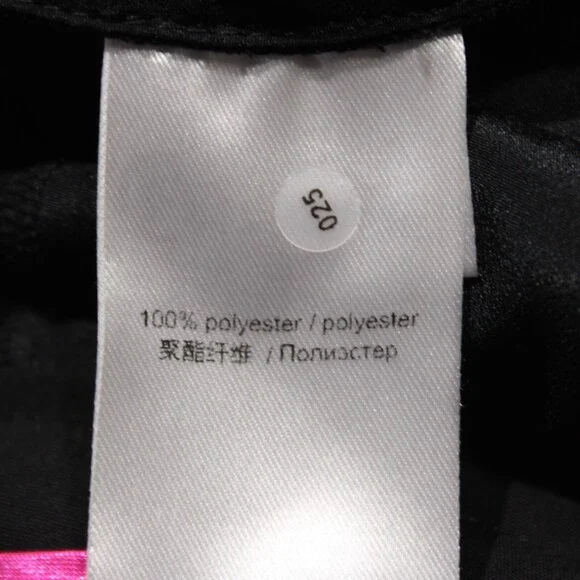 025
100% polyester / polyester
聚酯纤维 / Полиэстер